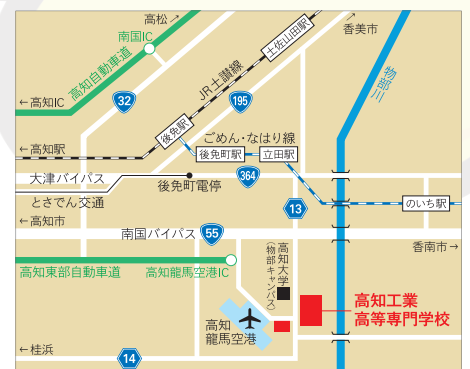 高松↗
↗
香美市
南国IC
土佐山田駅
高知自動車道
JR土讃線
物部川
←高知IC
32
195
後免駅
ごめん・なはり線
←高知駅
後免町駅
立田駅
大津バイパス
364
後免町電停
とさでん交通
13
のいち駅
←高知市
南国バイパス
55
香南市→
高知東部自動車道
高知龍馬空港IC
高知大学
(物部キャンパス)
高知工業
高等専門学校
高知
龍馬空港
←桂浜
14